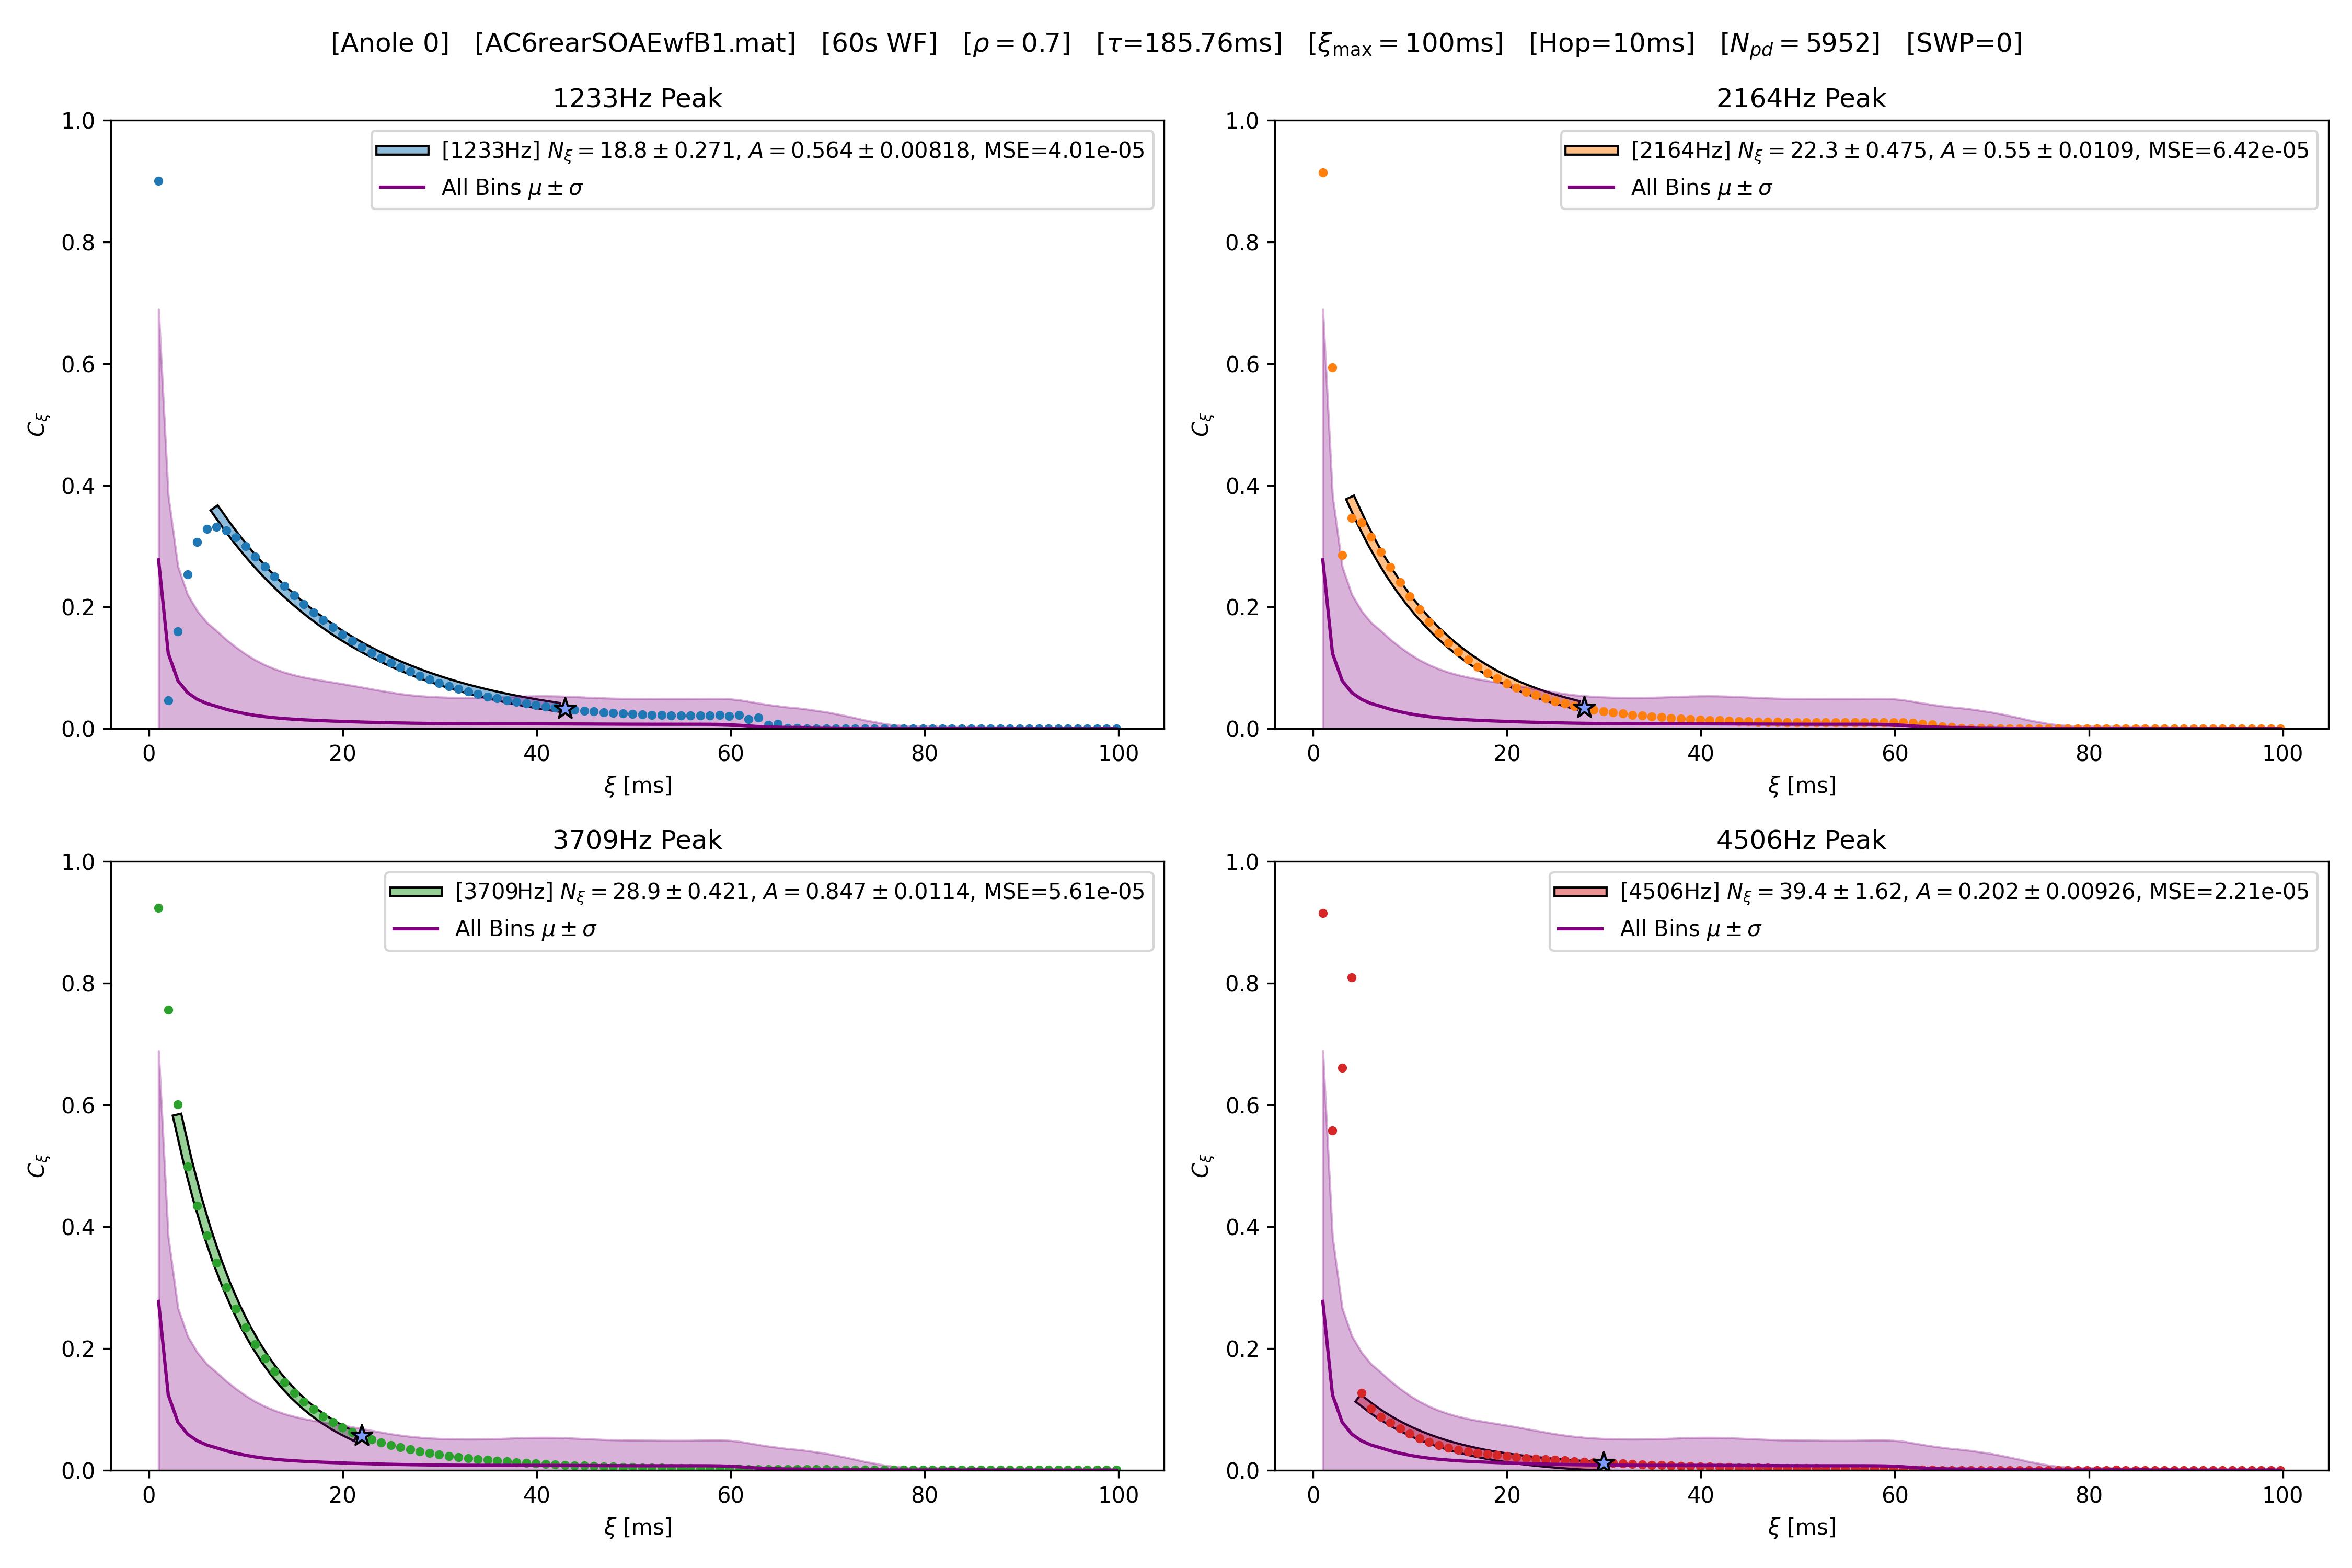 [Anole 0] [AC6rearSOAEwfB1.mat] [60s WF] [ρ = 0.7] [τ=185.76ms] [ξmax = 100ms] [Hop=10ms] [Npd = 5952] [SWP=0]
1233Hz Peak
1.0
0.8
0.6
0.4
0.2
0.0
Cξ
[1233Hz] Nξ = 18.8 ± 0.271, A = 0.564 ± 0.00818, MSE=4.01e-05
All Bins μ ± σ
0 20 40 60 80 100
ξ [ms]
2164Hz Peak
1.0
0.8
0.6
0.4
0.2
0.0
Cξ
[2164Hz] Nξ = 22.3 ± 0.475, A = 0.55 ± 0.0109, MSE=6.42e-05
All Bins μ ± σ
0 20 40 60 80 100
ξ [ms]
3709Hz Peak
1.0
0.8
0.6
0.4
0.2
0.0
Cξ
[3709Hz] Nξ = 28.9 ± 0.421, A = 0.847 ± 0.0114, MSE=5.61e-05
All Bins μ ± σ
0 20 40 60 80 100
ξ [ms]
4506Hz Peak
1.0
0.8
0.6
0.4
0.2
0.0
Cξ
[4506Hz] Nξ = 39.4 ± 1.62, A = 0.202 ± 0.00926, MSE=2.21e-05
All Bins μ ± σ
0 20 40 60 80 100
ξ [ms]